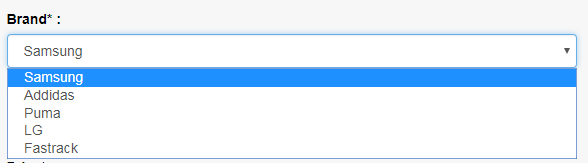 Brand* :
Samsung
Samsung
Addidas
Puma
LG
Fastrack